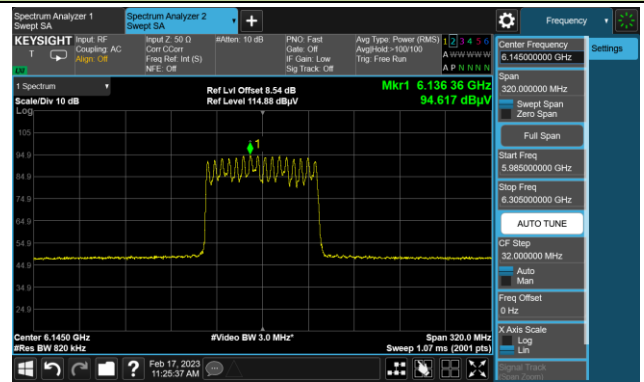 Spectrum Analyzer 1
Swept SA
Spectrum Analyzer 2
Swept SA
Frequency
KEYSIGHT
T
LW
Input: RF
Coupling: AC
Align: Off
Input Z: 50 Ω
Corr CCorr
Freq Ref: Int (S)
NFE: Off
#Atten: 10 dB
PNO: Fast
Gate: Off
IF Gain: Low
Sig Track: Off
Avg Type: Power (RMS)
Avg|Hold >100/100
Trig: Free Run
1 2 3 4 5 6
A W W W W W
A P N N N N
Center Frequency
6.145000000 GHz
Settings
1 Spectrum
Scale/Div 10 dB
Ref Lvl Offset 8.54 dB
Ref Level 114.88 dBµV
Mkr1 6.136 36 GHz
94.617 dBµV
Span
320.000000 MHz
Swept Span
Zero Span
Full Span
Start Freq
5.985000000 GHz
Stop Freq
6.305000000 GHz
AUTO TUNE
CF Step
32.000000 MHz
Auto
Man
Freq Offset
0 Hz
X Axis Scale
Log
Lin
Signal Track
(Span Zoom)
Log
105
94.9
84.9
74.9
64.9
54.9
44.9
34.9
24.9
1
Center 6.1450 GHz
#Res BW 820 kHz
#Video BW 3.0 MHz*
Span 320.0 MHz
Sweep 1.07 ms (2001 pts)
Feb 17, 2023
11:25:37 AM